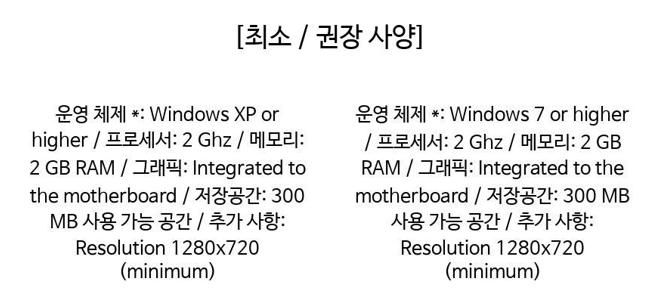 [최소 / 권장 사양]
운영 체제 *: Windows XP or
higher / 프로세서: 2 Ghz / 메모리:
2 GB RAM / 그래픽: Integrated to
the motherboard / 저장공간: 300
MB 사용 가능 공간 / 추가 사항:
Resolution 1280x720
(minimum)
운영 체제 *: Windows 7 or higher
/ 프로세서: 2 Ghz / 메모리: 2 GB
RAM / 그래픽: Integrated to the
motherboard / 저장공간: 300 MB
사용 가능 공간 / 추가 사항:
Resolution 1280x720
(minimum)